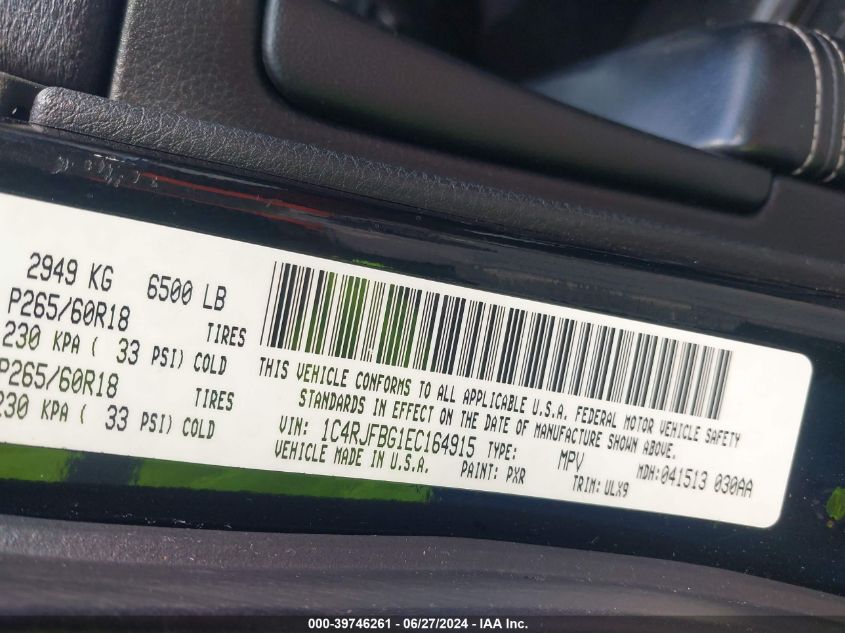 2949 KG 6500 LB
P265/60R18 TIRES
230 KPA ( 33 PSI) COLD
P265/60R18 TIRES
230 KPA ( 33 PSI) COLD
THIS VEHICLE CONFORMS TO ALL APPLICABLE U.S.A. FEDERAL MOTOR VEHICLE SAFETY
STANDARDS IN EFFECT ON THE DATE OF MANUFACTURE SHOWN ABOVE.
VIN: 1C4RJFBG1EC164915 TYPE: MPV MDH:041513 030AA
VEHICLE MADE IN U.S.A. PAINT: PXR TRIM: ULX9
000-39746261 - 06/27/2024 - IAA Inc.